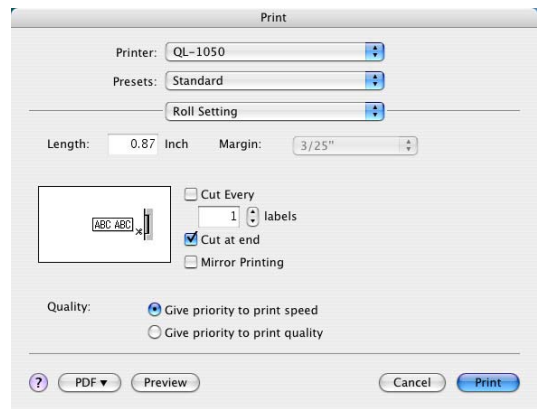 Print
Printer: QL-1050
Presets: Standard
Roll Setting
Length: 0.87 Inch Margin: 3/25"
Cut Every
1 labels
ABC ABC
Cut at end
Mirror Printing
Quality: Give priority to print speed
Give priority to print quality
? PDF▼ Preview Cancel Print